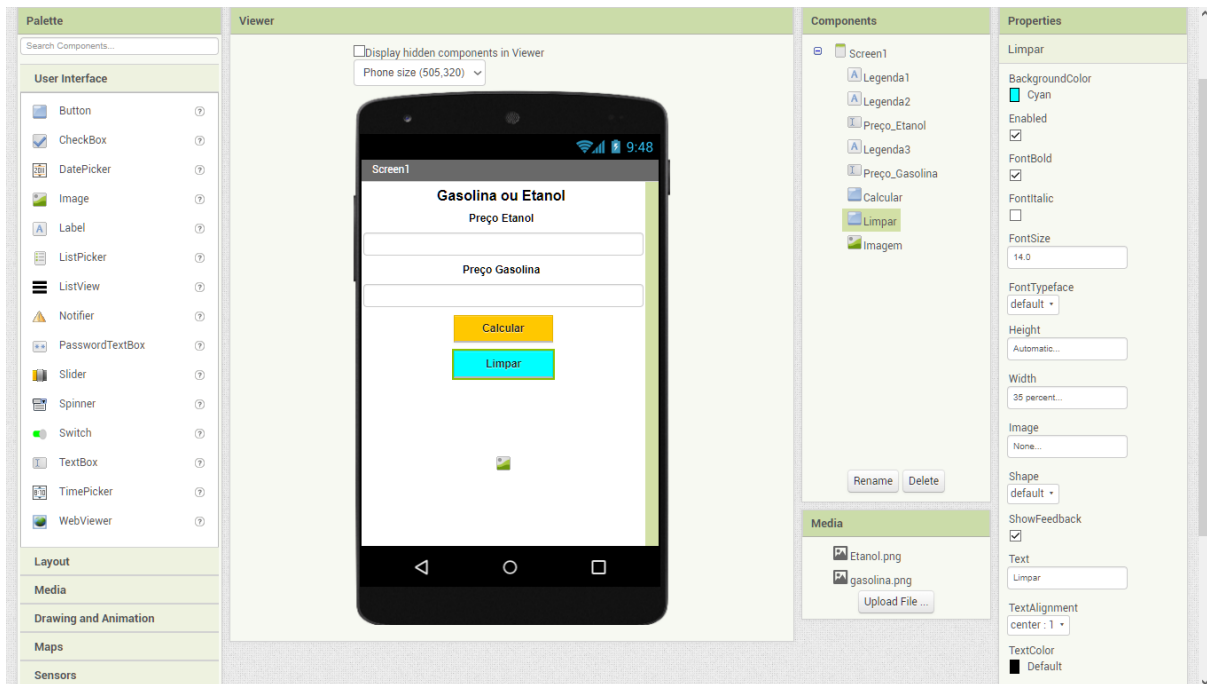 Palette
Search Components...
User Interface
Button
CheckBox
DatePicker
Image
Label
ListPicker
ListView
Notifier
PasswordTextBox
Slider
Spinner
Switch
TextBox
TimePicker
WebViewer
Layout
Media
Drawing and Animation
Maps
Sensors
Viewer
Display hidden components in Viewer
Phone size (505,320)
9:48
Screen1
Gasolina ou Etanol
Preço Etanol
Preço Gasolina
Calcular
Limpar
Components
Screen1
Legenda1
Legenda2
Preço_Etanol
Legenda3
Preço_Gasolina
Calcular
Limpar
Imagem
Rename Delete
Media
Etanol.png
gasolina.png
Upload File ...
Properties
Limpar
BackgroundColor
Cyan
Enabled
FontBold
FontItalic
FontSize
14.0
FontTypeface
default
Height
Automatic...
Width
35 percent...
Image
None...
Shape
default
ShowFeedback
Text
Limpar
TextAlignment
center : 1
TextColor
Default